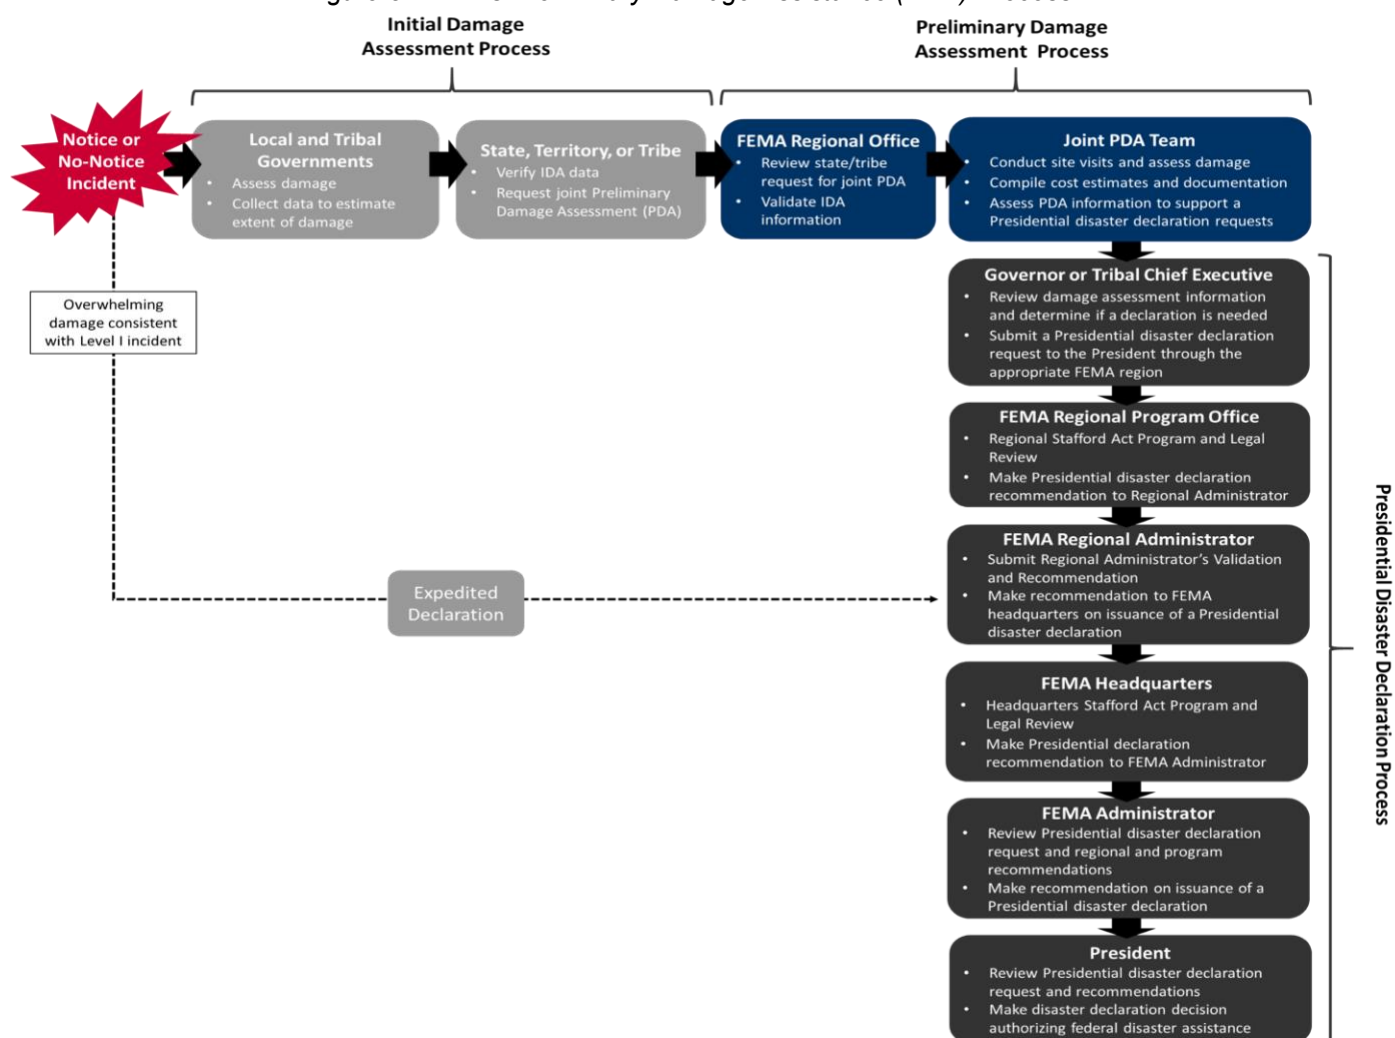 Initial Damage
Assessment Process
Preliminary Damage
Assessment Process
Notice or
No-Notice
Incident
Local and Tribal
Governments
• Assess damage
• Collect data to estimate
extent of damage
State, Territory, or Tribe
• Verify IDA data
• Request joint Preliminary
Damage Assessment (PDA)
FEMA Regional Office
• Review state/tribe
request for joint PDA
• Validate IDA
information
Joint PDA Team
• Conduct site visits and assess damage
• Compile cost estimates and documentation
• Assess PDA information to support a
Presidential disaster declaration requests
Overwhelming
damage consistent
with Level I incident
Expedited
Declaration
Governor or Tribal Chief Executive
• Review damage assessment information
and determine if a declaration is needed
• Submit a Presidential disaster declaration
request to the President through the
appropriate FEMA region
FEMA Regional Program Office
• Regional Stafford Act Program and Legal
Review
• Make Presidential disaster declaration
recommendation to Regional Administrator
FEMA Regional Administrator
• Submit Regional Administrator's Validation
and Recommendation
• Make recommendation to FEMA
headquarters on issuance of a Presidential
disaster declaration
FEMA Headquarters
• Headquarters Stafford Act Program and
Legal Review
• Make Presidential declaration
recommendation to FEMA Administrator
FEMA Administrator
• Review Presidential disaster declaration
request and regional and program
recommendations
• Make recommendation on issuance of a
Presidential disaster declaration
President
• Review Presidential disaster declaration
request and recommendations
• Make disaster declaration decision
authorizing federal disaster assistance
Presidential Disaster Declaration Process